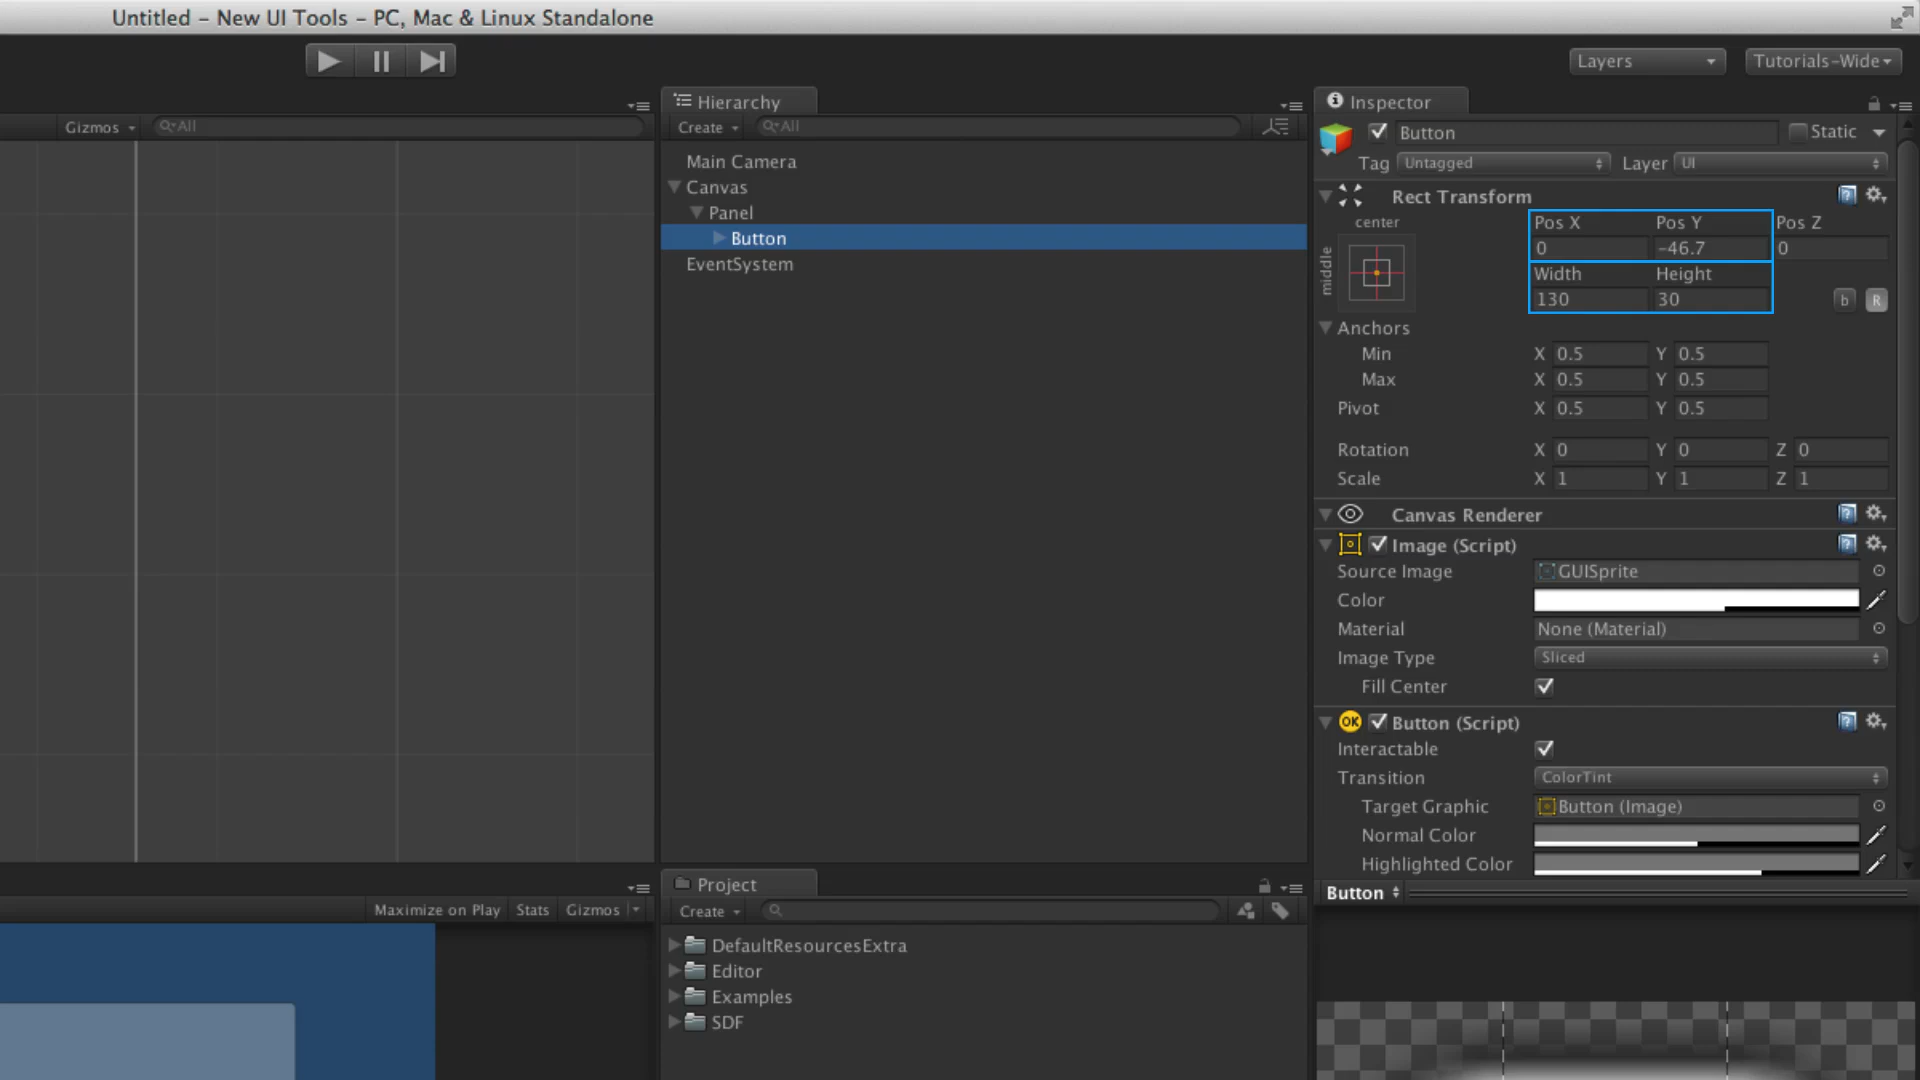 Untitled – New UI Tools – PC, Mac & Linux Standalone
Layers
Tutorials-Wide
Gizmos
All
Hierarchy
Create
All
Main Camera
Canvas
Panel
Button
EventSystem
Inspector
Button
Static
Tag Untagged Layer UI
Rect Transform
center
middle
Pos X Pos Y Pos Z
0 -46.7 0
Width Height
130 30
b R
Anchors
Min X 0.5 Y 0.5
Max X 0.5 Y 0.5
Pivot X 0.5 Y 0.5
Rotation X 0 Y 0 Z 0
Scale X 1 Y 1 Z 1
Canvas Renderer
Image (Script)
Source Image GUISprite
Color
Material None (Material)
Image Type Sliced
Fill Center
OK Button (Script)
Interactable
Transition ColorTint
Target Graphic Button (Image)
Normal Color
Highlighted Color
Button
Maximize on Play Stats Gizmos
Project
Create
DefaultResourcesExtra
Editor
Examples
SDF